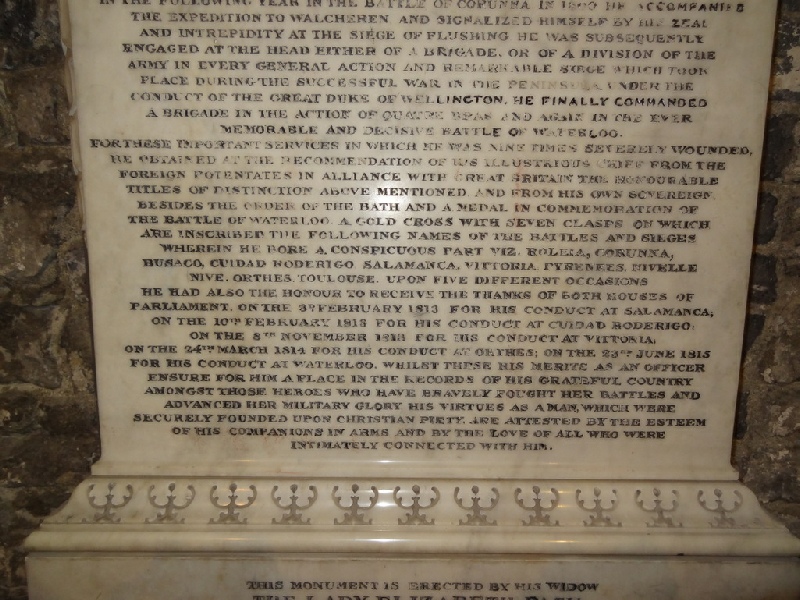 IN THE FOLLOWING YEAR IN THE BATTLE OF CORUNNA IN 1809 HE ACCOMPANIED
THE EXPEDITION TO WALCHEREN AND SIGNALIZED HIMSELF BY HIS ZEAL
AND INTREPIDITY AT THE SIEGE OF FLUSHING HE WAS SUBSEQUENTLY
ENGAGED AT THE HEAD EITHER OF A BRIGADE, OR OF A DIVISION OF THE
ARMY IN EVERY GENERAL ACTION AND REMARKABLE SIEGE WHICH TOOK
PLACE DURING THE SUCCESSFUL WAR IN THE PENINSULA UNDER THE
CONDUCT OF THE GREAT DUKE OF WELLINGTON. HE FINALLY COMMANDED
A BRIGADE IN THE ACTION OF QUATRE BRAS AND AGAIN IN THE EVER
MEMORABLE AND DECISIVE BATTLE OF WATERLOO.
FOR THESE IMPORTANT SERVICES IN WHICH HE WAS NINE TIMES SEVERELY WOUNDED,
HE OBTAINED AT THE RECOMMENDATION OF HIS ILLUSTRIOUS CHIEF FROM THE
FOREIGN POTENTATES IN ALLIANCE WITH GREAT BRITAIN THE HONOURABLE
TITLES OF DISTINCTION ABOVE MENTIONED, AND FROM HIS OWN SOVEREIGN
BESIDES THE ORDER OF THE BATH AND A MEDAL IN COMMEMORATION OF
THE BATTLE OF WATERLOO, A GOLD CROSS WITH SEVEN CLASPS ON WHICH
ARE INSCRIBED THE FOLLOWING NAMES OF THE BATTLES AND SIEGES
WHEREIN HE BORE A CONSPICUOUS PART VIZ. ROLEIA, CORUNNA,
BUSACO, CUIDAD RODERIGO, SALAMANCA, VITTORIA, PYRENEES, NIVELLE
NIVE, ORTHES, TOULOUSE. UPON FIVE DIFFERENT OCCASIONS
HE HAD ALSO THE HONOUR TO RECEIVE THE THANKS OF BOTH HOUSES OF
PARLIAMENT, ON THE 3RD FEBRUARY 1813 FOR HIS CONDUCT AT SALAMANCA;
ON THE 10TH FEBRUARY 1813 FOR HIS CONDUCT AT CUIDAD RODERIGO;
ON THE 8TH NOVEMBER 1813 FOR HIS CONDUCT AT VITTORIA;
ON THE 24TH MARCH 1814 FOR HIS CONDUCT AT ORTHES; ON THE 23RD JUNE 1815
FOR HIS CONDUCT AT WATERLOO. WHILST THESE HIS MERITS AS AN OFFICER
ENSURE FOR HIM A PLACE IN THE RECORDS OF HIS GRATEFUL COUNTRY
AMONGST THOSE HEROES WHO HAVE BRAVELY FOUGHT HER BATTLES AND
ADVANCED HER MILITARY GLORY HIS VIRTUES AS A MAN, WHICH WERE
SECURELY FOUNDED UPON CHRISTIAN PIETY, ARE ATTESTED BY THE ESTEEM
OF HIS COMPANIONS IN ARMS AND BY THE LOVE OF ALL WHO WERE
INTIMATELY CONNECTED WITH HIM.
THIS MONUMENT IS ERECTED BY HIS WIDOW
THE LADY ELIZABETH PACK